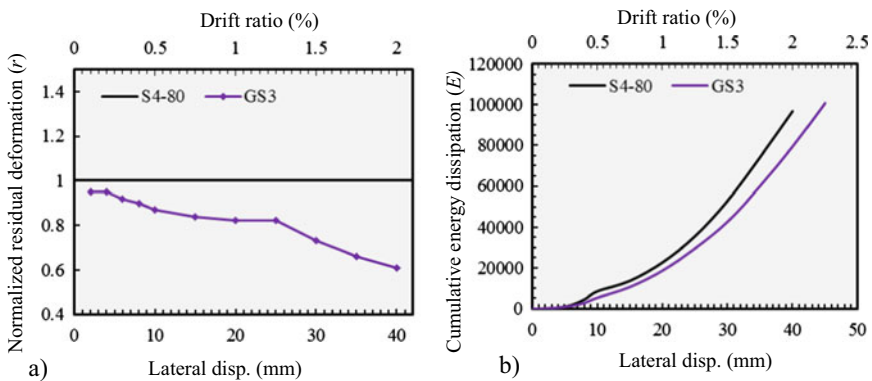 Drift ratio (%)
0 0.5 1 1.5 2
Normalized residual deformation (r)
1.4
1.2
1
0.8
0.6
0.4
S4-80 GS3
0 10 20 30 40
Lateral disp. (mm)
a)
Drift ratio (%)
0 0.5 1 1.5 2 2.5
Cumulative energy dissipation (E)
120000
100000
80000
60000
40000
20000
0
S4-80 GS3
0 10 20 30 40 50
Lateral disp. (mm)
b)